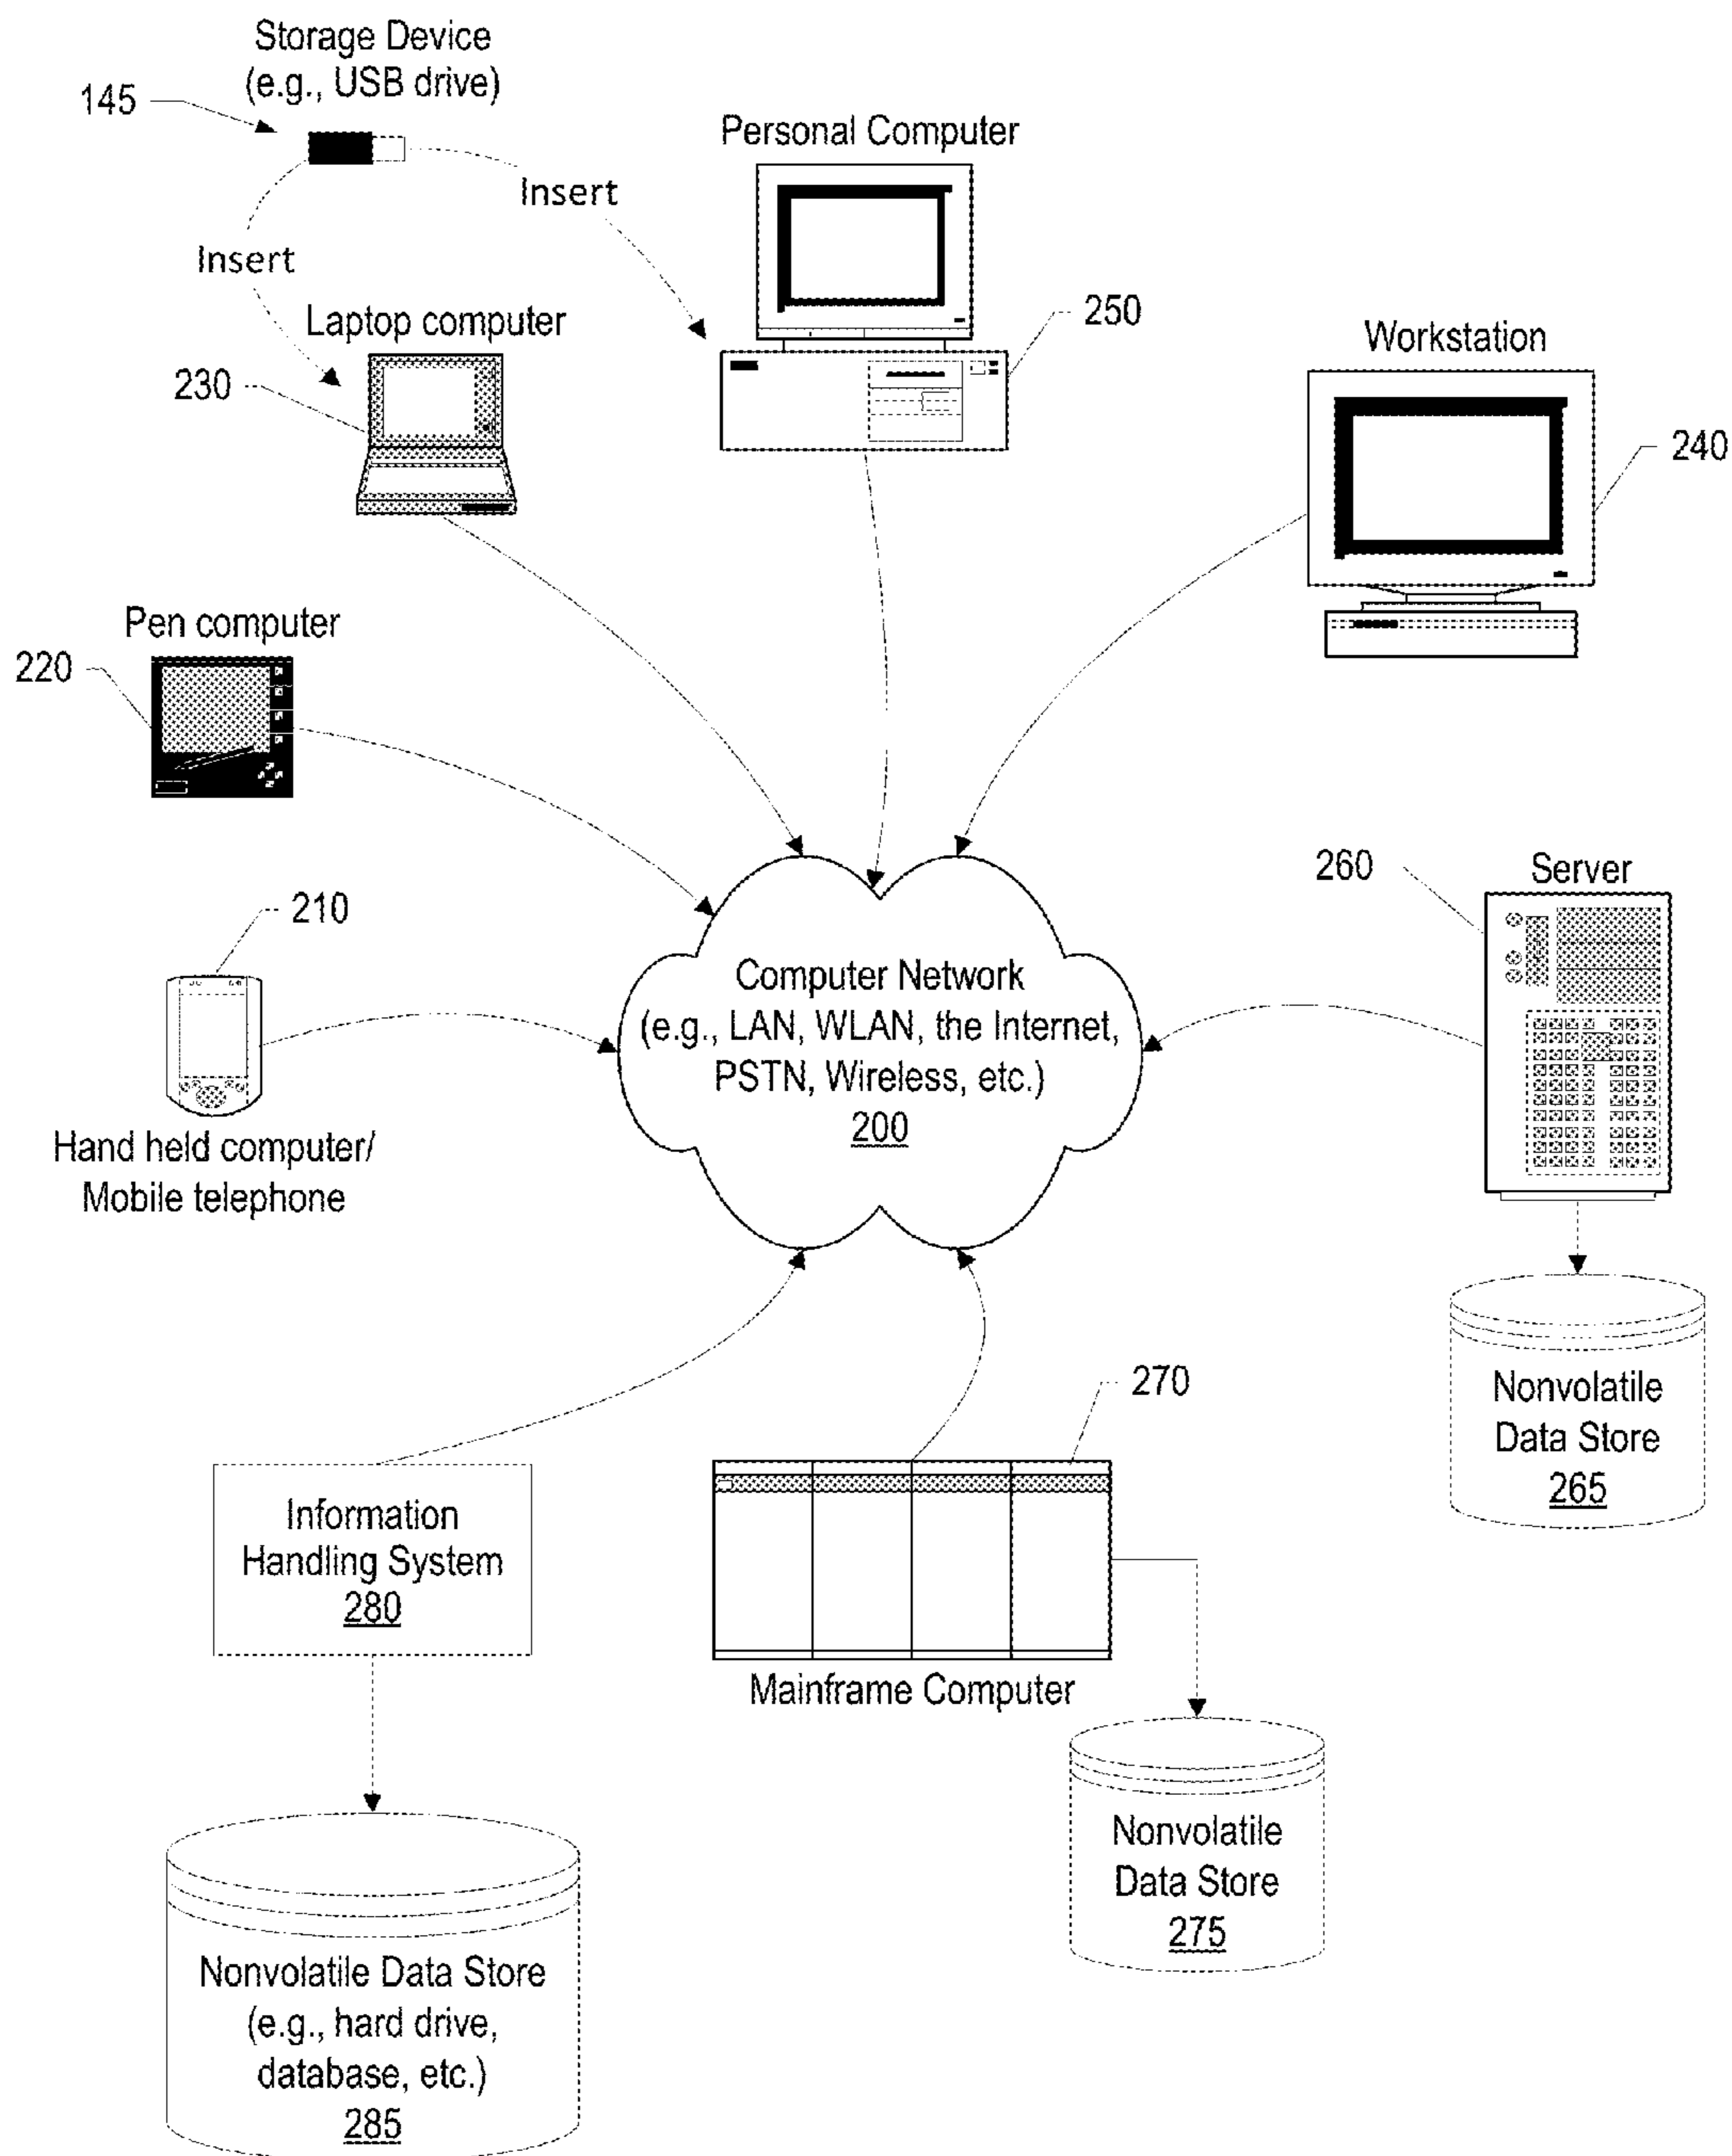 Storage Device
(e.g., USB drive)
145
Personal Computer
Insert
Insert
Laptop computer
250
Workstation
230
240
Pen computer
220
260
Server
210
Computer Network
(e.g., LAN, WLAN, the Internet,
PSTN, Wireless, etc.)
200
Hand held computer/
Mobile telephone
270
Nonvolatile
Data Store
265
Information
Handling System
280
Mainframe Computer
Nonvolatile
Data Store
275
Nonvolatile Data Store
(e.g., hard drive,
database, etc.)
285